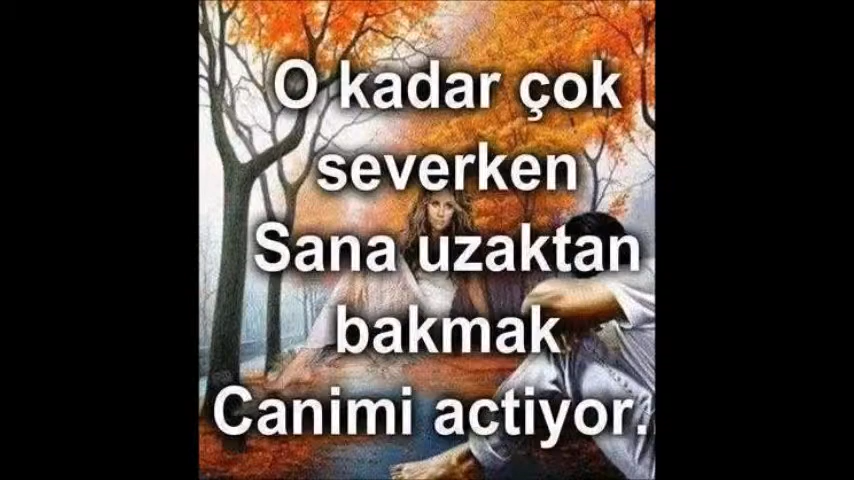 O kadar çok
severken
Sana uzaktan
bakmak
Canimi actiyor.